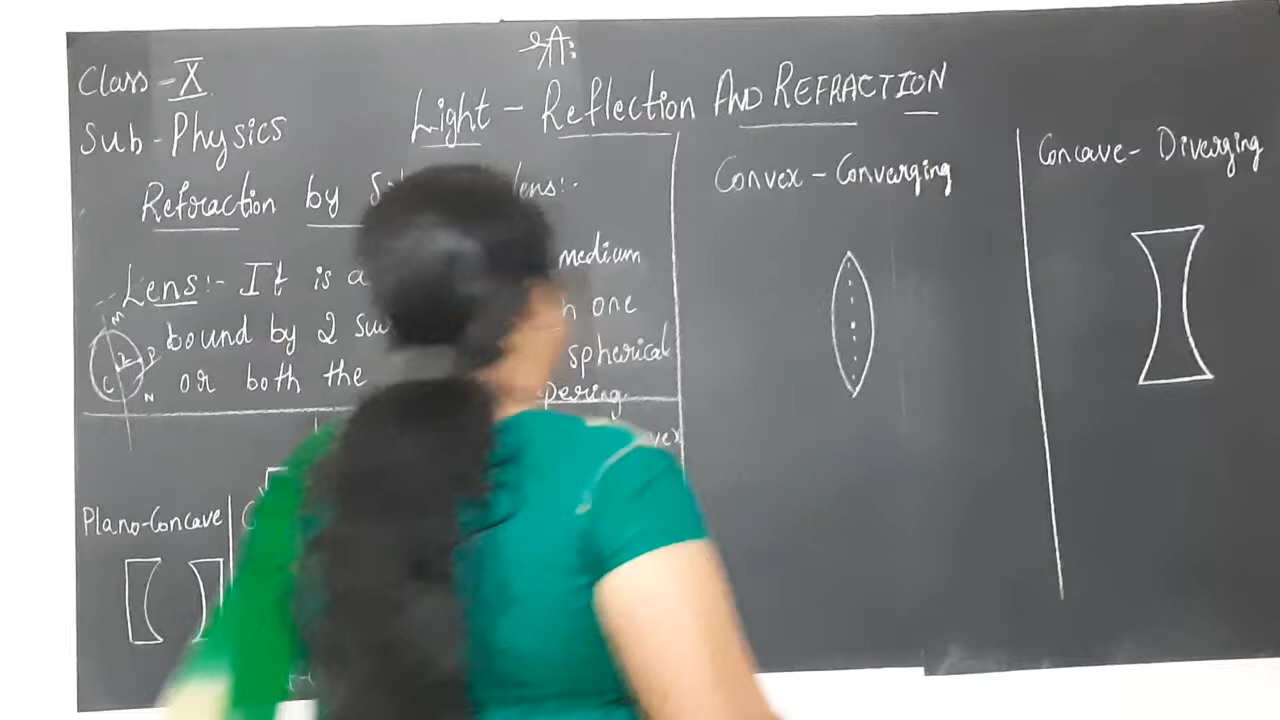 Class - X
Sub - Physics
Light - Reflection AND REFRACTION
Refraction by lens:-
Lens:- It is a medium
bound by 2 one
or both the spherical
pering
M
P
C
N
Plano-Concave
Convex - Converging
Concave - Diverging